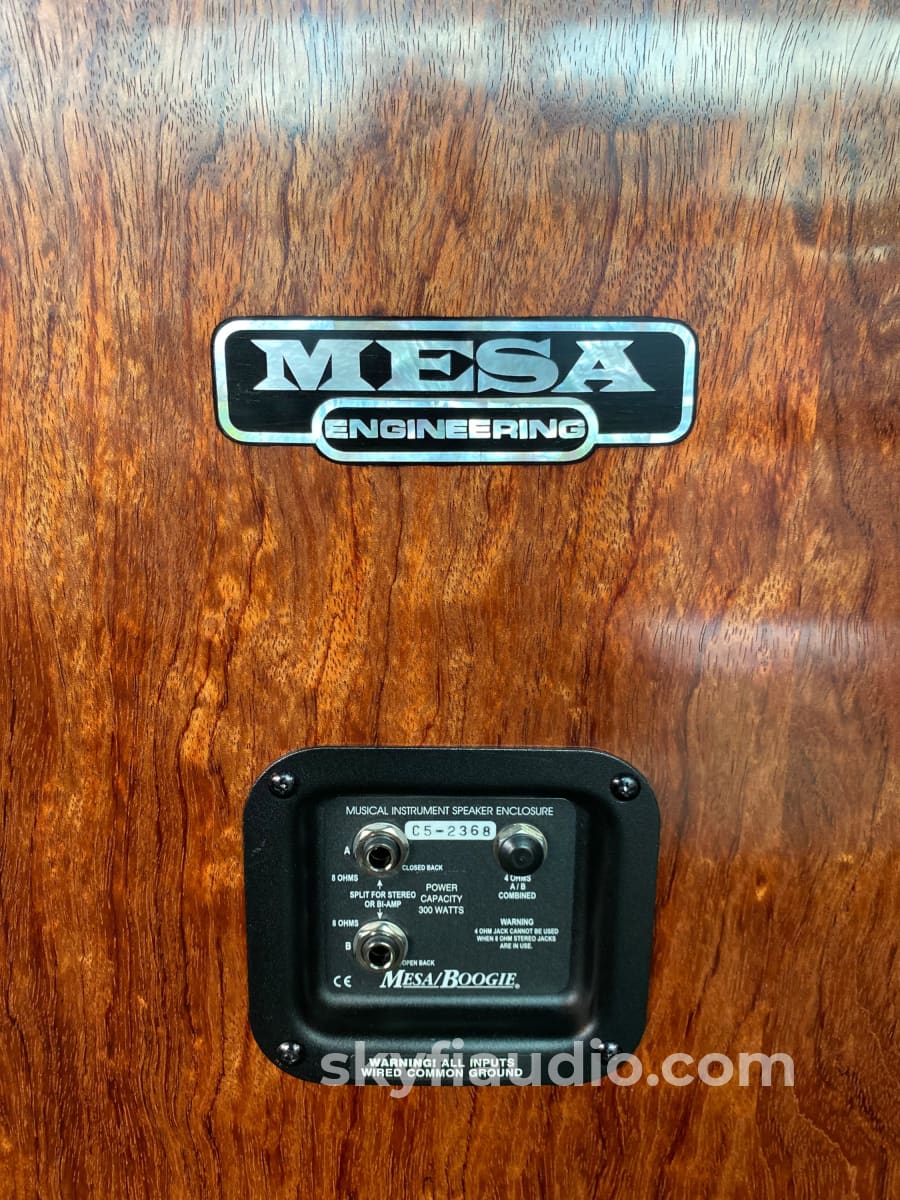 MESA
ENGINEERING
MUSICAL INSTRUMENT SPEAKER ENCLOSURE
C5-2368
A
CLOSED BACK
8 OHMS
SPLIT FOR STEREO
OR BI-AMP
8 OHMS
B
OPEN BACK
POWER
CAPACITY
300 WATTS
4 OHMS
A / B
COMBINED
WARNING
4 OHM JACK CANNOT BE USED
WHEN 8 OHM STEREO JACKS
ARE IN USE.
CE
MESA/BOOGIE®
WARNING! ALL INPUTS
WIRED COMMON GROUND
skyfiaudio.com